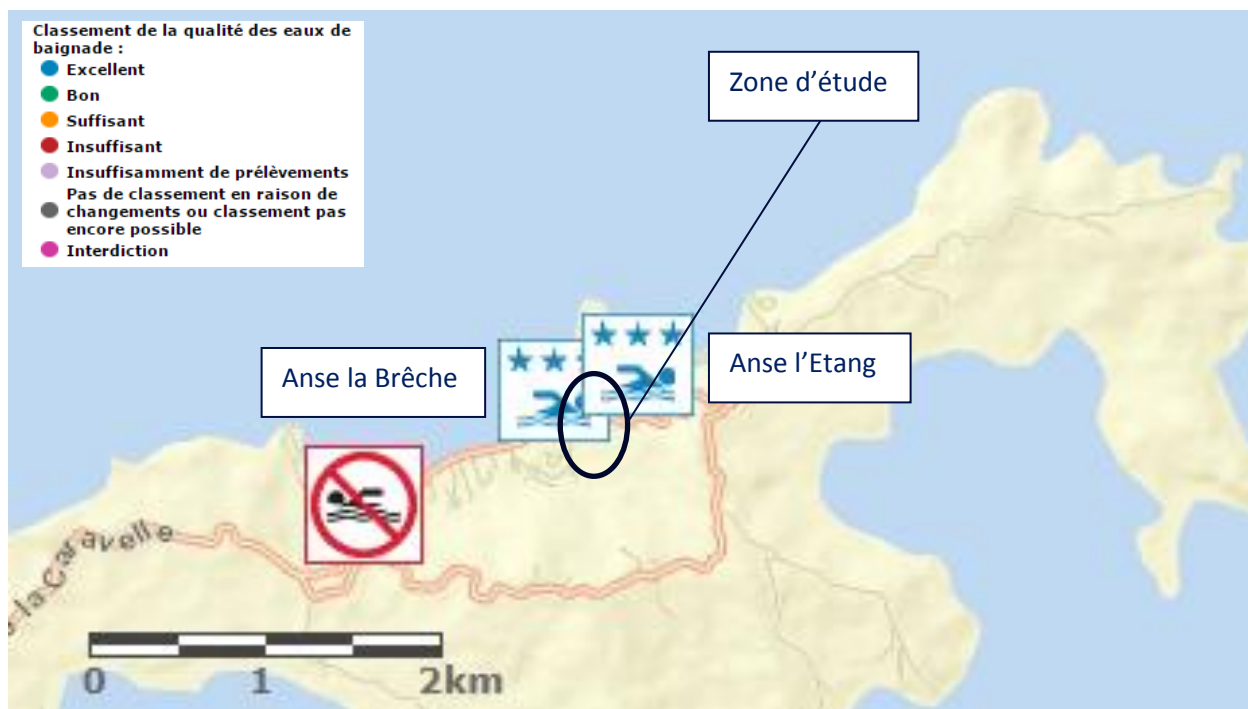 Classement de la qualité des eaux de
baignade :
Excellent
Bon
Suffisant
Insuffisant
Insuffisamment de prélèvements
Pas de classement en raison de
changements ou classement pas
encore possible
Interdiction
Zone d’étude
Anse la Brêche
Anse l’Etang
-la-Caravelle
0 1 2km